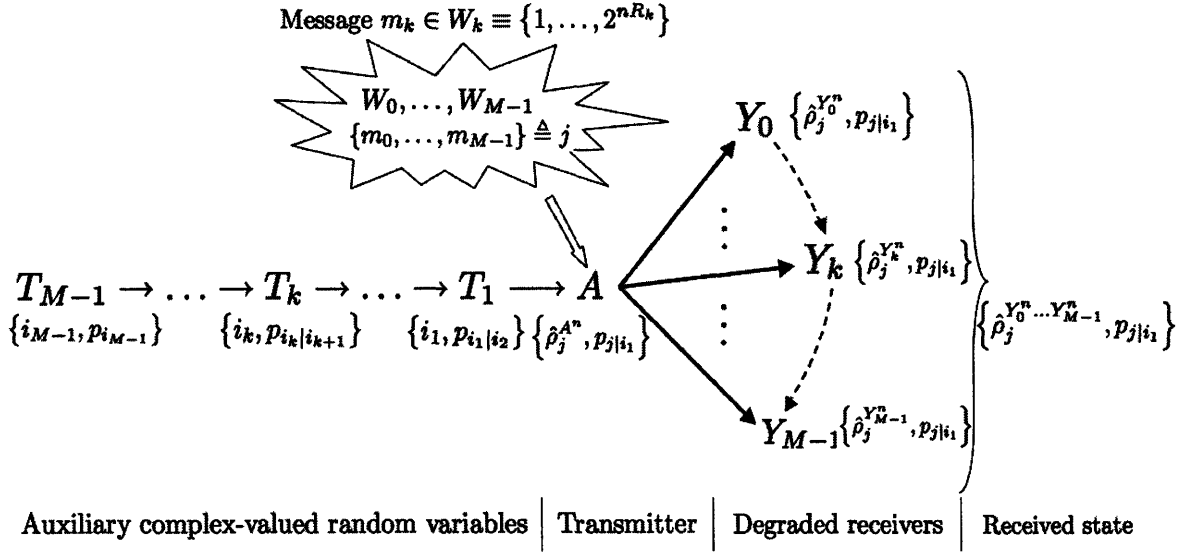 Message m_k ∈ W_k ≡ {1, …, 2^{nR_k}}
W_0, …, W_{M−1}
{m_0, …, m_{M−1}} ≜ j
Y_0 {ρ̂_j^{Y_0^n}, p_{j|i_1}}
⋮
Y_k {ρ̂_j^{Y_k^n}, p_{j|i_1}}
T_{M−1} → … → T_k → … → T_1 → A
{i_{M−1}, p_{i_{M−1}}} {i_k, p_{i_k|i_{k+1}}} {i_1, p_{i_1|i_2}} {ρ̂_j^{A^n}, p_{j|i_1}}
⋮
{ρ̂_j^{Y_0^n…Y_{M−1}^n}, p_{j|i_1}}
Y_{M−1} {ρ̂_j^{Y_{M−1}^n}, p_{j|i_1}}
Auxiliary complex-valued random variables | Transmitter | Degraded receivers | Received state